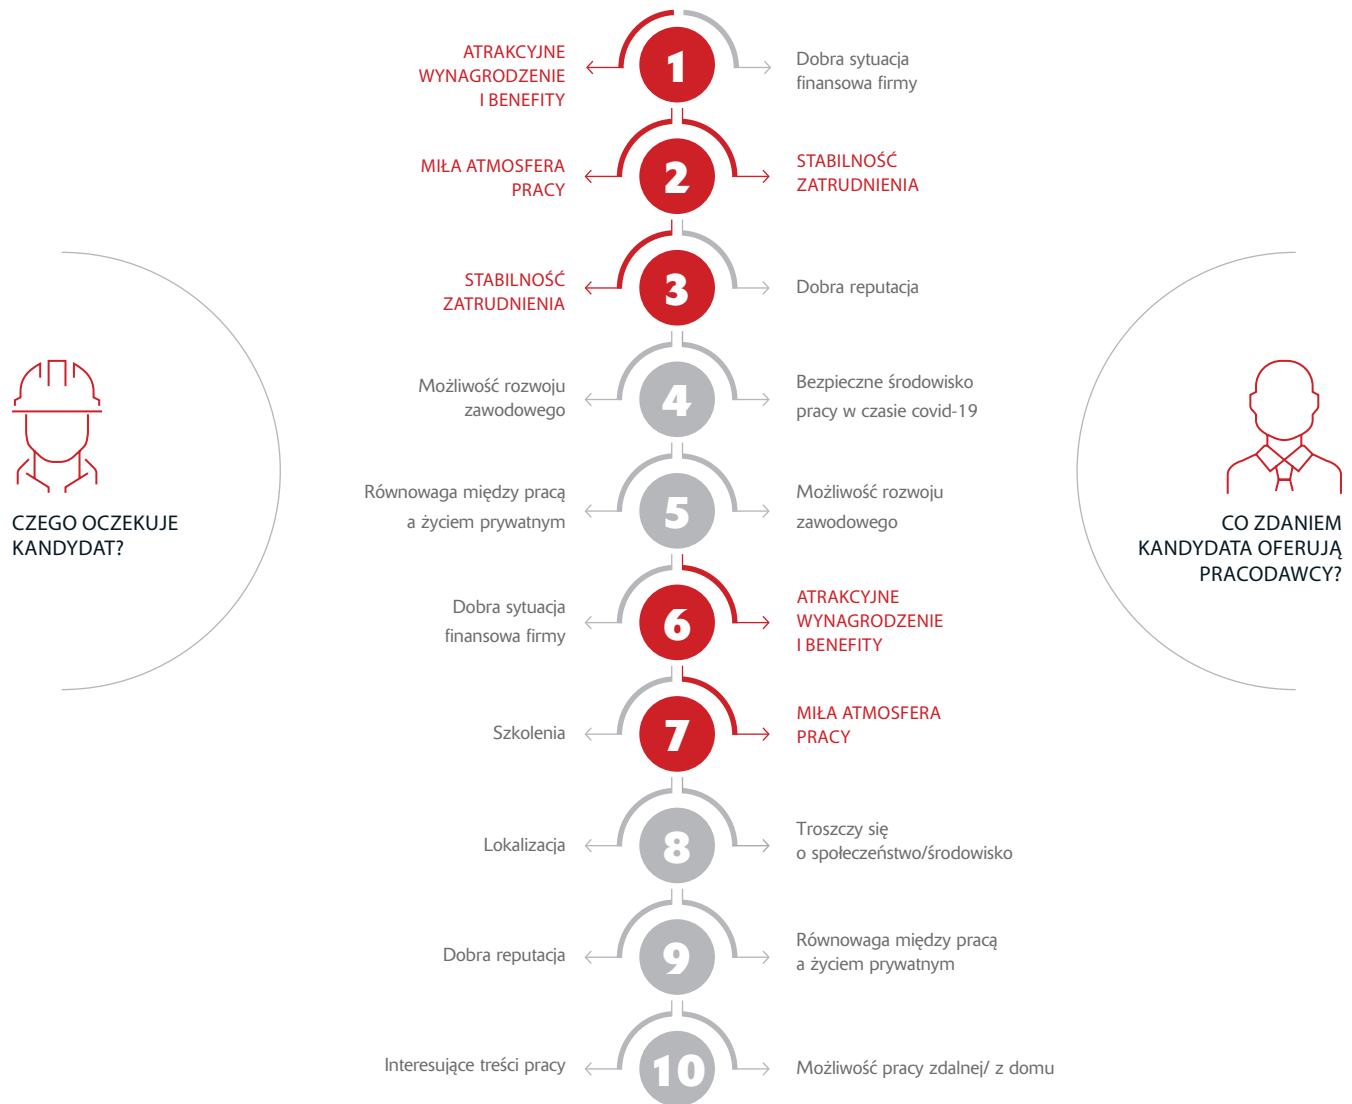 ATRAKCYJNE
WYNAGRODZENIE
I BENEFITY
1
Dobra sytuacja
finansowa firmy
MIŁA ATMOSFERA
PRACY
2
STABILNOŚĆ
ZATRUDNIENIA
STABILNOŚĆ
ZATRUDNIENIA
3
Dobra reputacja
Możliwość rozwoju
zawodowego
4
Bezpieczne środowisko
pracy w czasie covid-19
CZEGO OCZEKUJE
KANDYDAT?
Równowaga między pracą
a życiem prywatnym
5
Możliwość rozwoju
zawodowego
CO ZDANIEM
KANDYDATA OFERUJĄ
PRACODAWCY?
Dobra sytuacja
finansowa firmy
6
ATRAKCYJNE
WYNAGRODZENIE
I BENEFITY
Szkolenia
7
MIŁA ATMOSFERA
PRACY
Lokalizacja
8
Troszczy się
o społeczeństwo/środowisko
Dobra reputacja
9
Równowaga między pracą
a życiem prywatnym
Interesujące treści pracy
10
Możliwość pracy zdalnej/ z domu